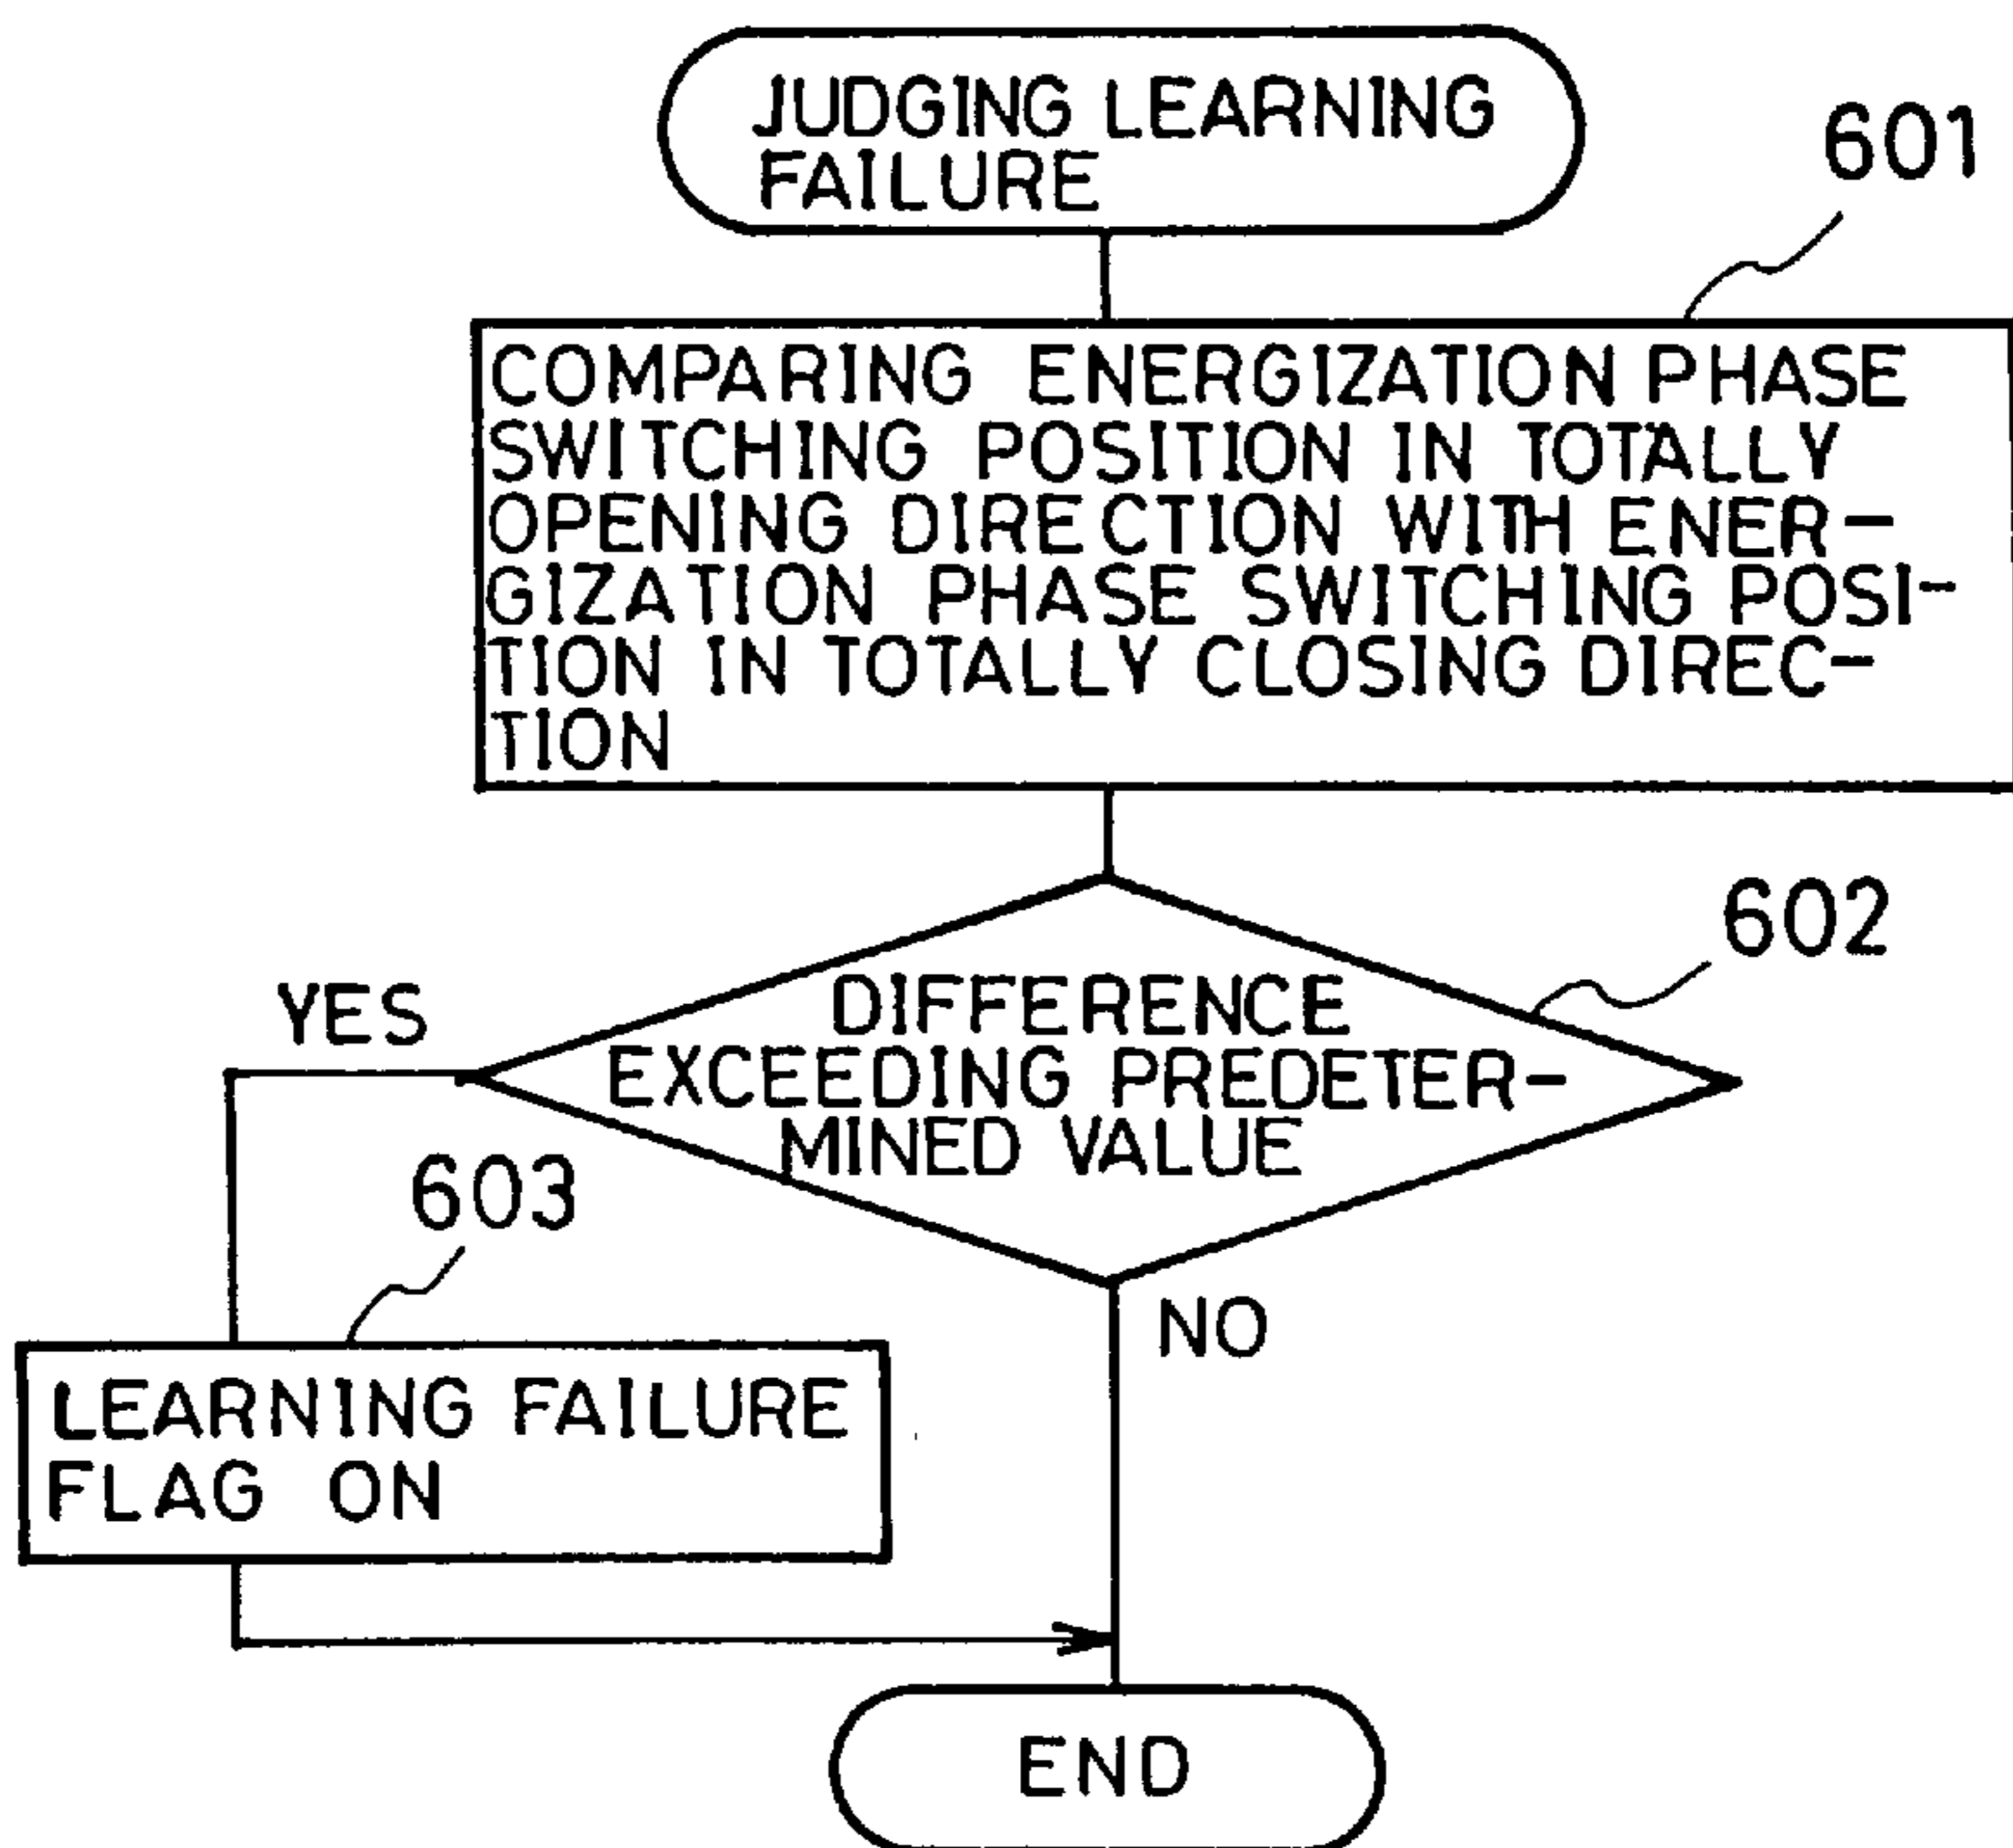 JUDGING LEARNING
FAILURE
601
COMPARING ENERGIZATION PHASE
SWITCHING POSITION IN TOTALLY
OPENING DIRECTION WITH ENER-
GIZATION PHASE SWITCHING POSI-
TION IN TOTALLY CLOSING DIREC-
TION
602
YES
DIFFERENCE
EXCEEDING PREDETER-
MINED VALUE
603
NO
LEARNING FAILURE
FLAG ON
END